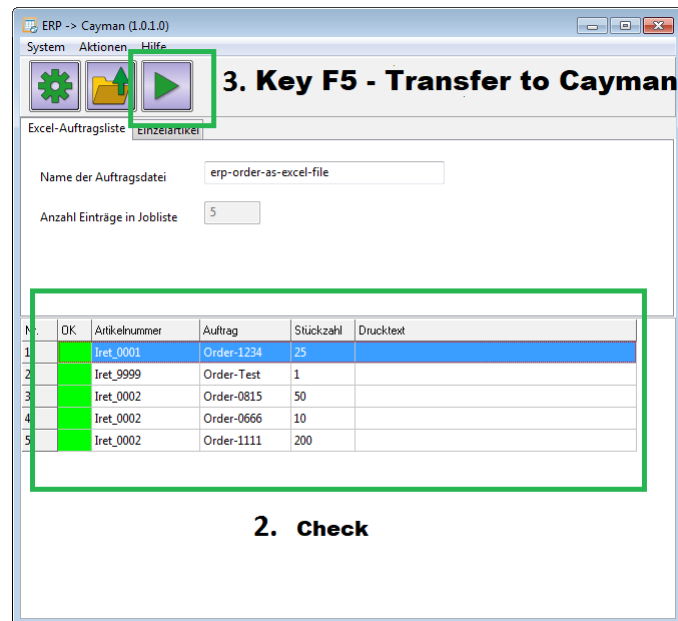 ERP -> Cayman (1.0.1.0)
System Aktionen Hilfe
3. Key F5 - Transfer to Cayman
Excel-Auftragsliste Einzelartikel
Name der Auftragsdatei erp-order-as-excel-file
Anzahl Einträge in Jobliste 5
Nr. OK Artikelnummer Auftrag Stückzahl Drucktext
1 Iret_0001 Order-1234 25
2 Iret_9999 Order-Test 1
3 Iret_0002 Order-0815 50
4 Iret_0002 Order-0666 10
5 Iret_0002 Order-1111 200
2. Check